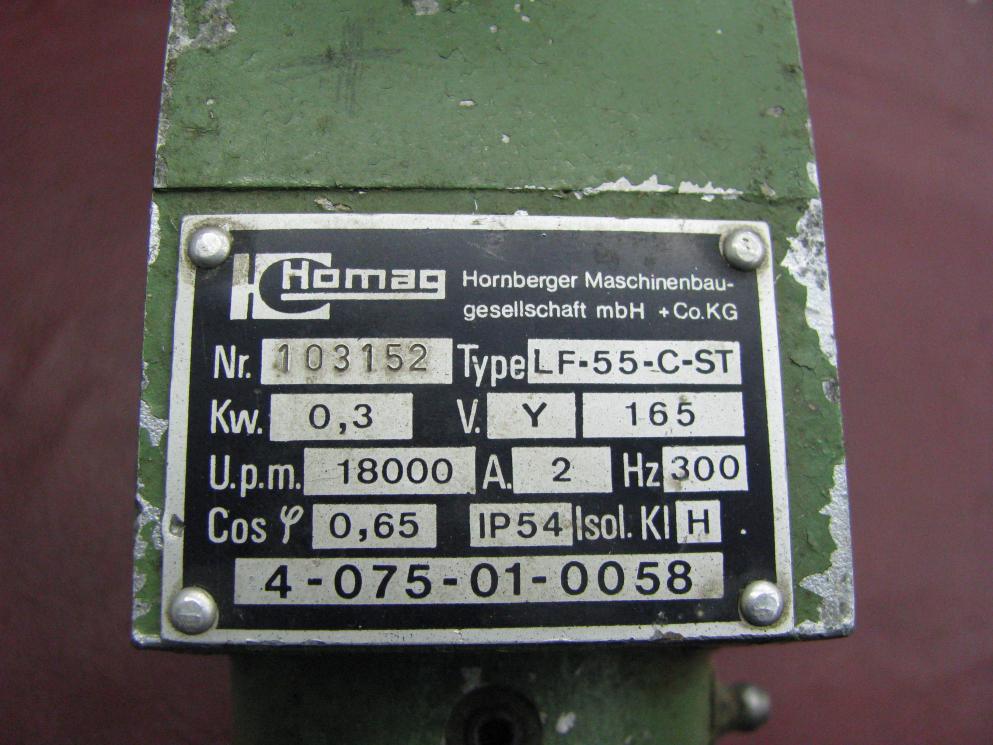 Homag Hornberger Maschinenbau-
gesellschaft mbH + Co.KG
Nr. 103152 Type LF-55-C-ST
Kw. 0,3 V. Y 165
U.p.m. 18000 A. 2 Hz 300
Cos φ 0,65 IP54 Isol. Kl H .
4-075-01-0058